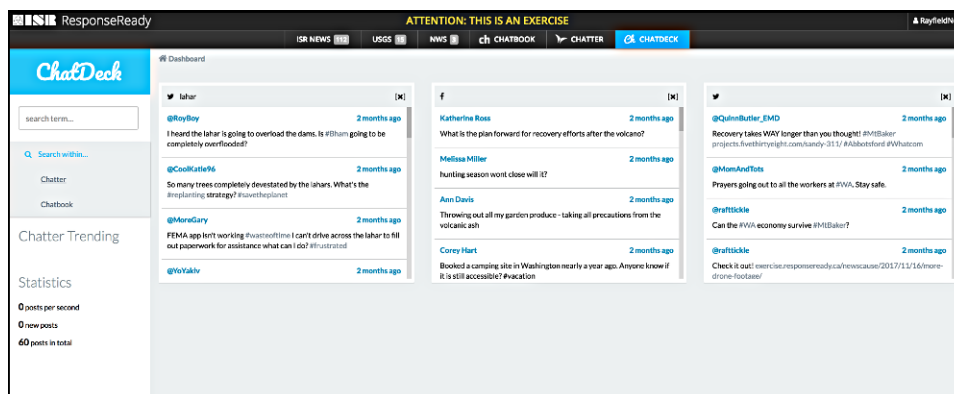 ISR ResponseReady
ATTENTION: THIS IS AN EXERCISE
RayfieldNe
ISR NEWS 112 USGS 15 NWS 3 ch CHATBOOK CHATTER CHATDECK
ChatDeck
search term...
Search within...
Chatter
Chatbook
Chatter Trending
Statistics
0 posts per second
0 new posts
60 posts in total
Dashboard
lahar [x]
@RoyBoy 2 months ago
I heard the lahar is going to overload the dams. Is #Bham going to
be completely overflooded?
@CoolKatie96 2 months ago
So many trees completely devestated by the lahars. What's the
#replanting strategy? #savetheplanet
@MoreGary 2 months ago
FEMA app isn't working #wasteoftime I can't drive across the lahar to fill
out paperwork for assistance what can I do? #frustrated
@YoYakiv 2 months ago
f [x]
Katherine Ross 2 months ago
What is the plan forward for recovery efforts after the volcano?
Melissa Miller 2 months ago
hunting season wont close will it?
Ann Davis 2 months ago
Throwing out all my garden produce - taking all precautions from the
volcanic ash
Corey Hart 2 months ago
Booked a camping site in Washington nearly a year ago. Anyone know if
it is still accessible? #vacation
[x]
@QuinnButler_EMD 2 months ago
Recovery takes WAY longer than you thought! #MtBaker
projects.fivethirtyeight.com/sandy-311/ #Abbotsford #Whatcom
@MomAndTots 2 months ago
Prayers going out to all the workers at #WA. Stay safe.
@rafttickle 2 months ago
Can the #WA economy survive #MtBaker?
@rafttickle 2 months ago
Check it out! exercise.responseready.ca/newscause/2017/11/16/more-
drone-footage/